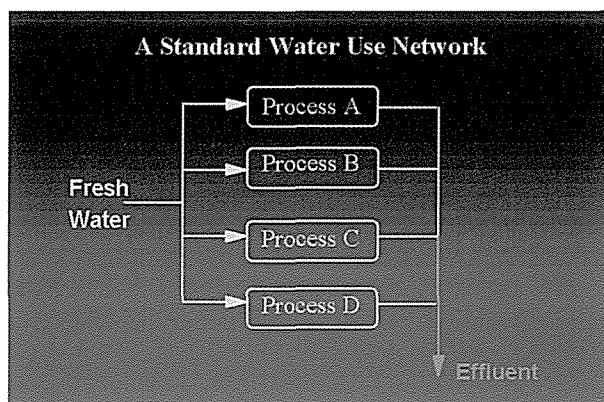 A Standard Water Use Network
Process A
Process B
Fresh
Water
Process C
Process D
Effluent